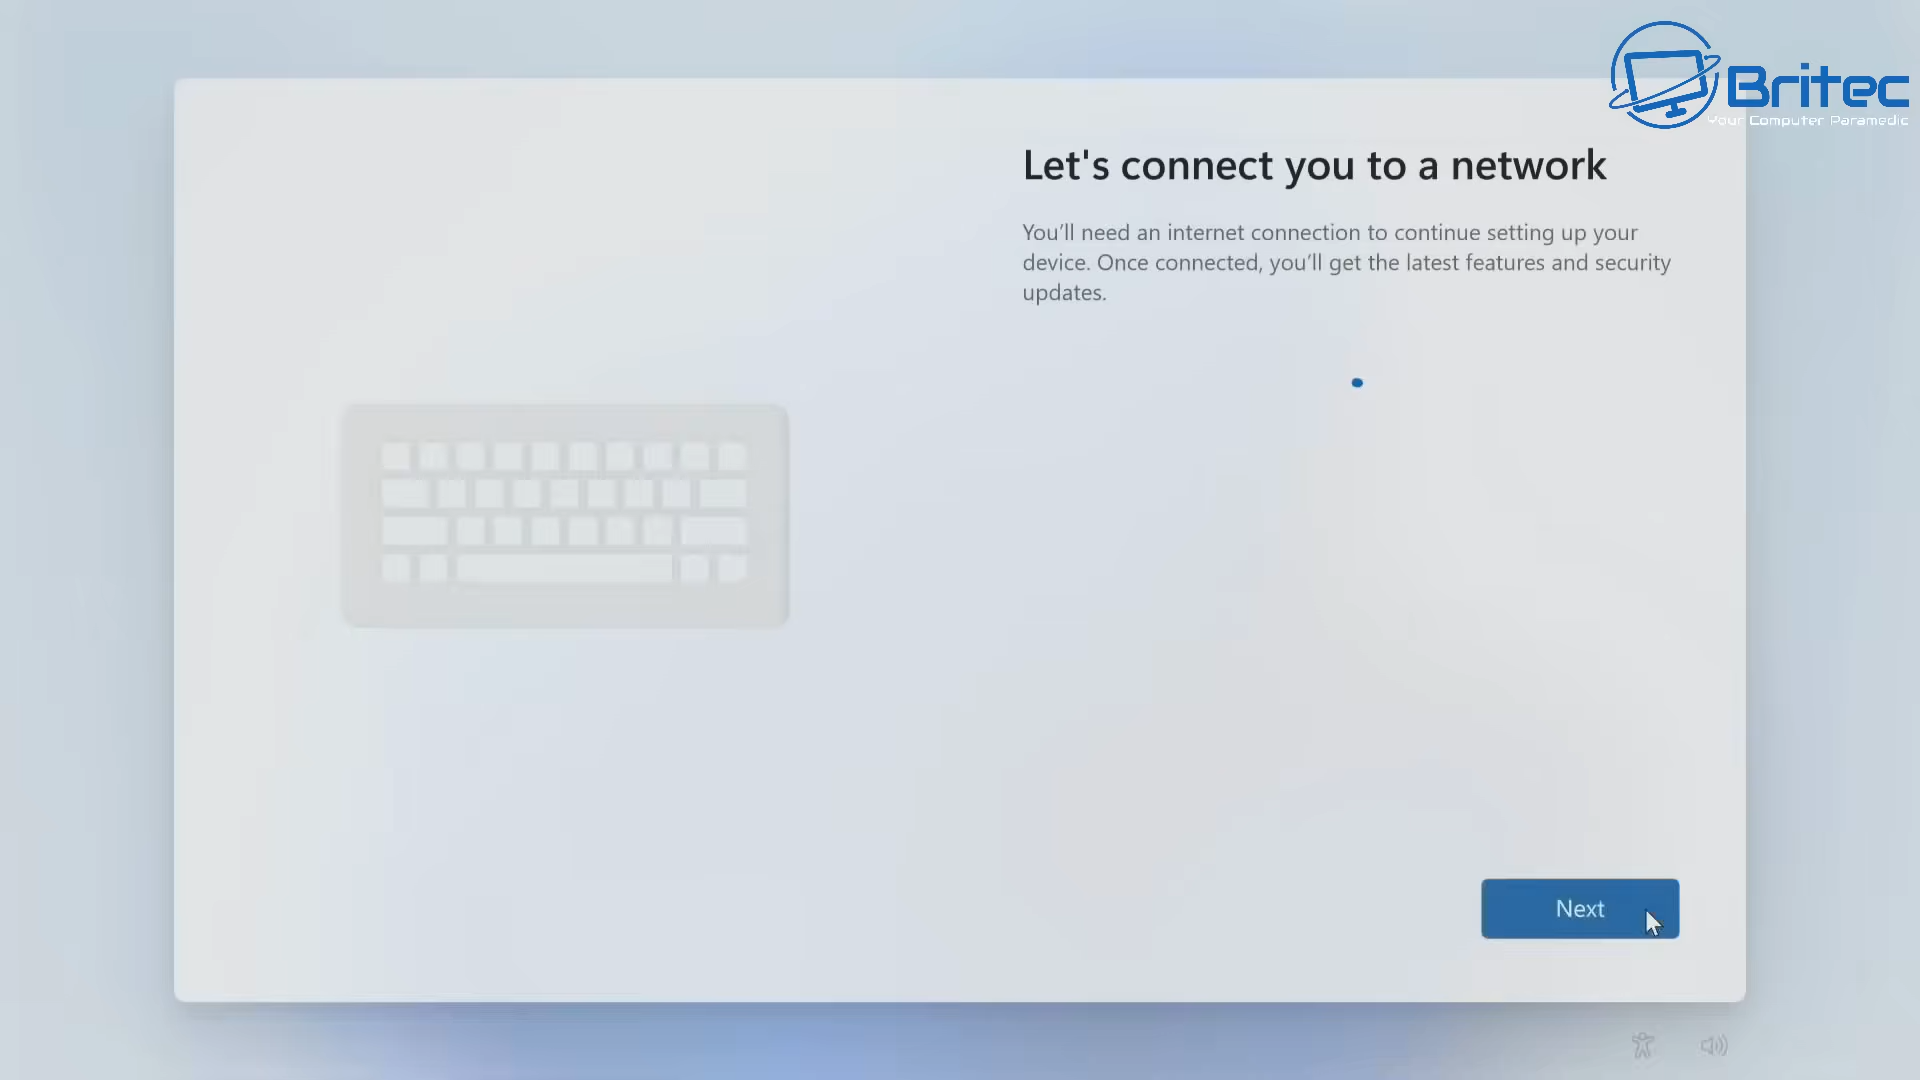 Britec
Your Computer Paramedic
Let's connect you to a network
You’ll need an internet connection to continue setting up your
device. Once connected, you’ll get the latest features and security
updates.
Next